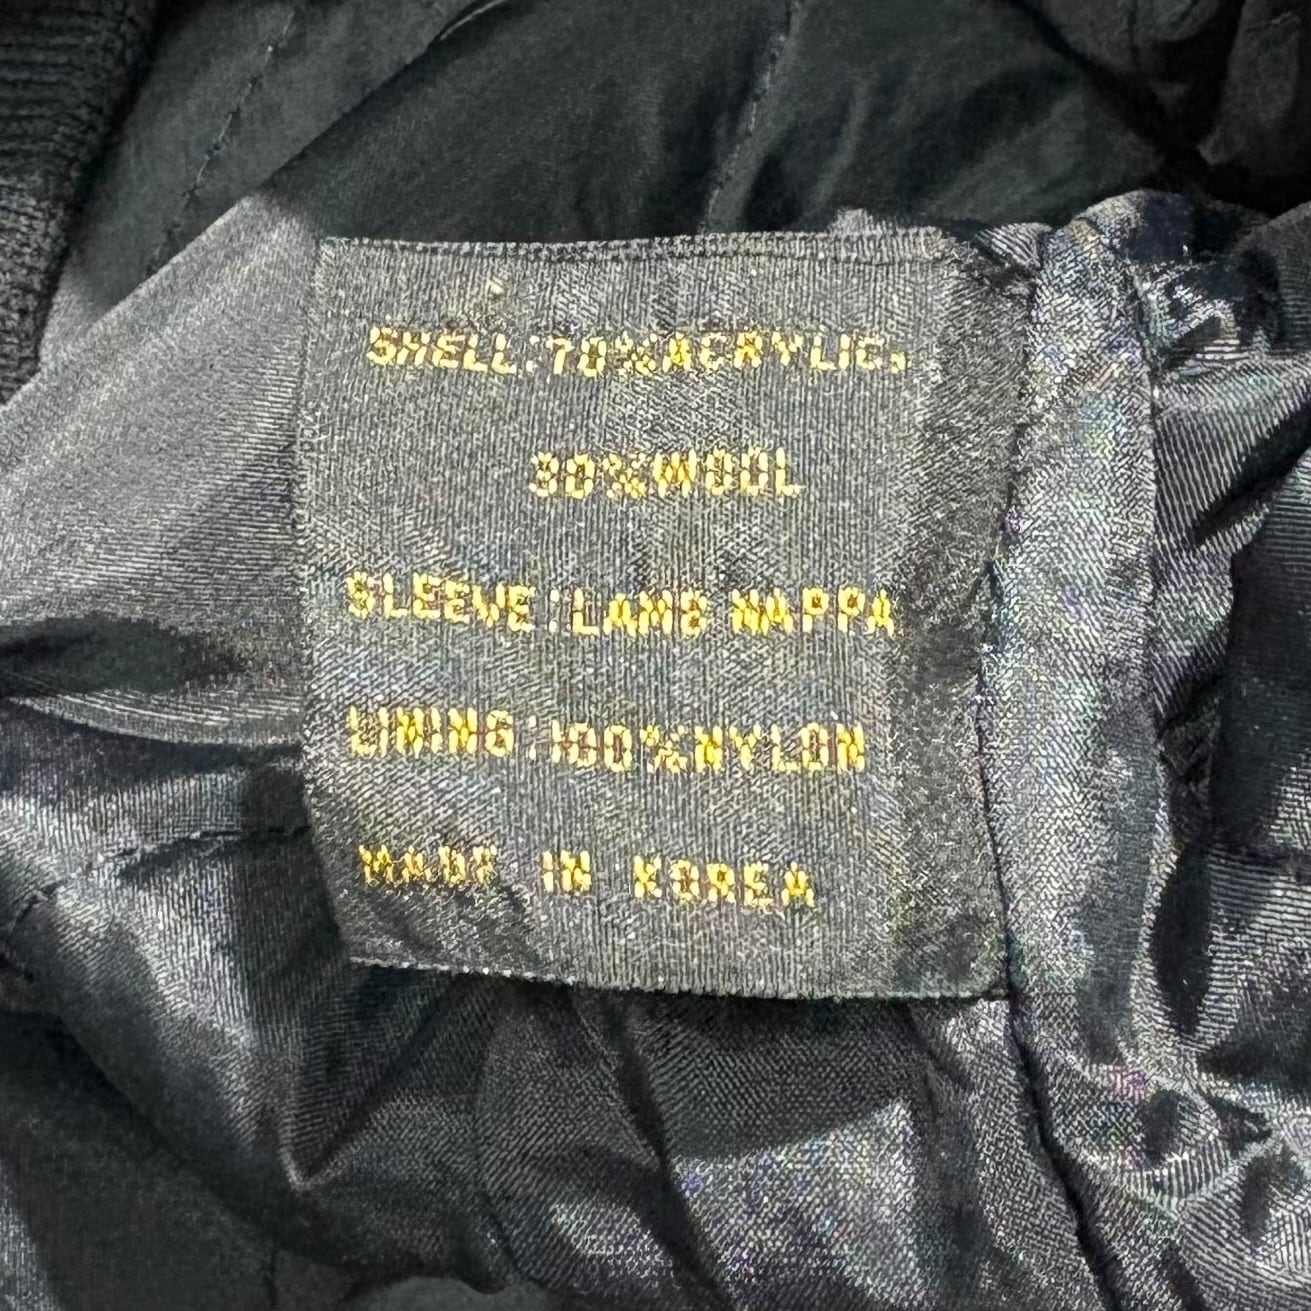 SHELL:70%ACRYLIC,
30%WOOL
SLEEVE:LAMB NAPPA
LINING:100%NYLON
MADE IN KOREA